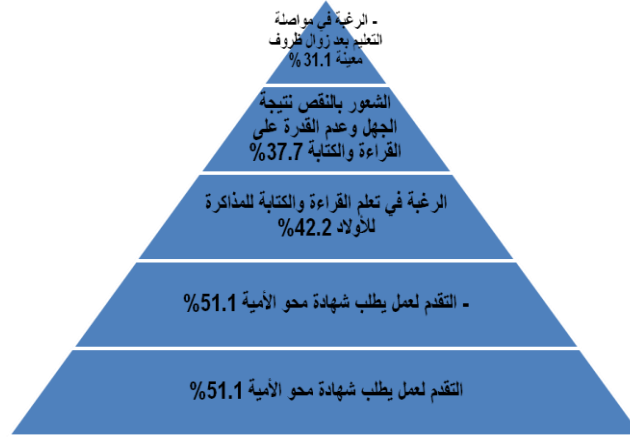 - الرغبة في مواصلة
التعليم بعد زوال ظروف
معينة 31.1%
الشعور بالنقص نتيجة
الجهل وعدم القدرة على
القراءة والكتابة 37.7%
الرغبة في تعلم القراءة والكتابة للمذاكرة
للأولاد 42.2%
- التقدم لعمل يطلب شهادة محو الأمية 51.1%
التقدم لعمل يطلب شهادة محو الأمية 51.1%